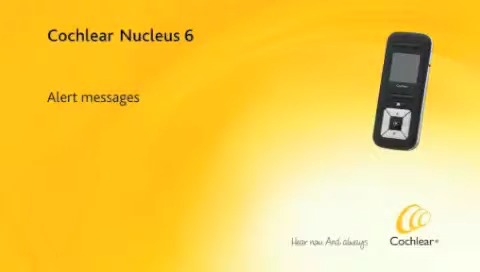 Cochlear Nucleus 6
Alert messages
Hear now. And always
Cochlear®